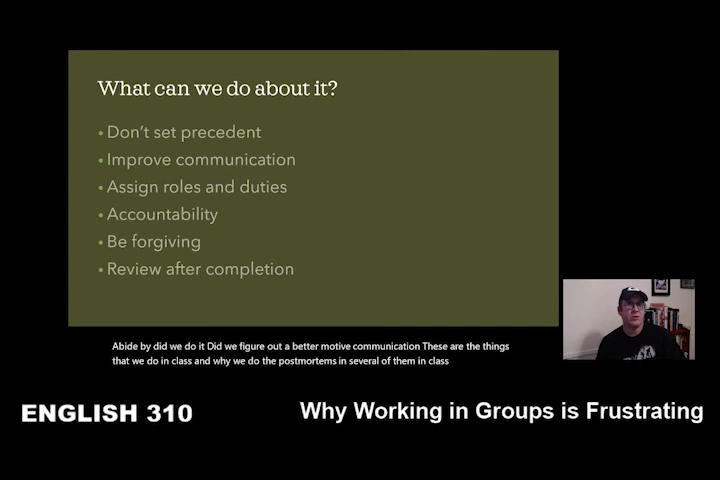 What can we do about it?
• Don't set precedent
• Improve communication
• Assign roles and duties
• Accountability
• Be forgiving
• Review after completion
Abide by did we do it Did we figure out a better motive communication These are the things
that we do in class and why we do the postmortems in several of them in class
ENGLISH 310
Why Working in Groups is Frustrating